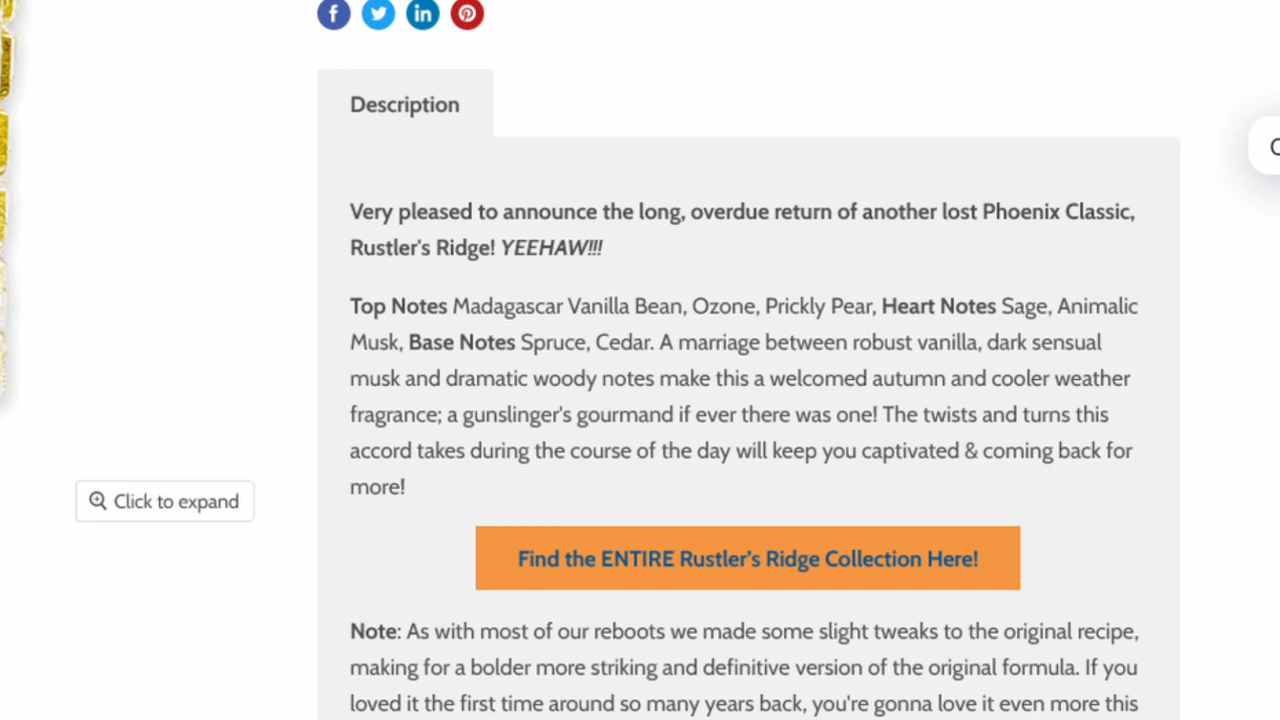 Description
Very pleased to announce the long, overdue return of another lost Phoenix Classic,
Rustler's Ridge! YEEHAW!!!
Top Notes Madagascar Vanilla Bean, Ozone, Prickly Pear, Heart Notes Sage, Animalic
Musk, Base Notes Spruce, Cedar. A marriage between robust vanilla, dark sensual
musk and dramatic woody notes make this a welcomed autumn and cooler weather
fragrance; a gunslinger's gourmand if ever there was one! The twists and turns this
accord takes during the course of the day will keep you captivated & coming back for
more!
Click to expand
Find the ENTIRE Rustler's Ridge Collection Here!
Note: As with most of our reboots we made some slight tweaks to the original recipe,
making for a bolder more striking and definitive version of the original formula. If you
loved it the first time around so many years back, you're gonna love it even more this